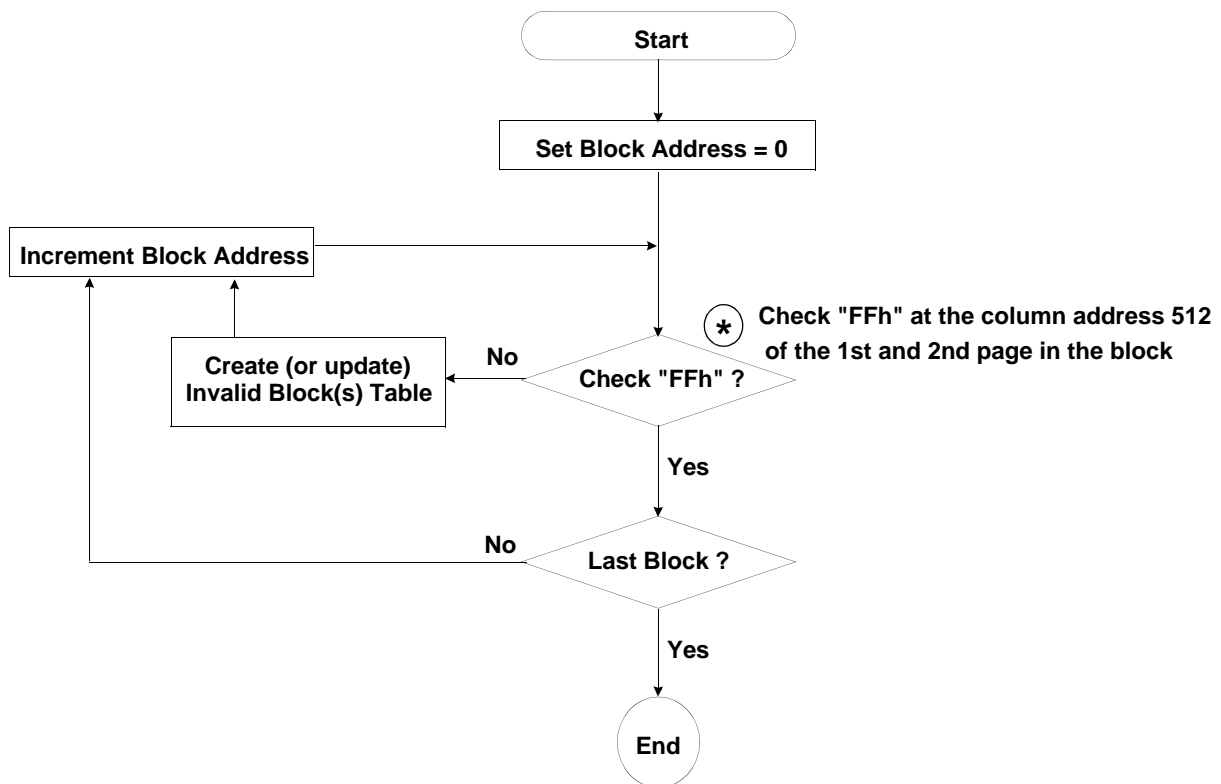 Start
Set Block Address = 0
Increment Block Address
*
Check "FFh" at the column address 512
of the 1st and 2nd page in the block
No
Create (or update)
Invalid Block(s) Table
Check "FFh" ?
Yes
No
Last Block ?
Yes
End